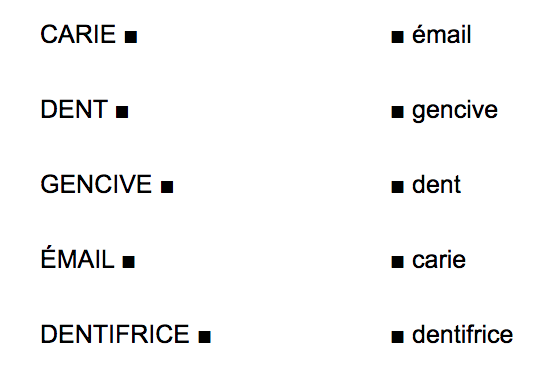 CARIE ■ ■ émail
DENT ■ ■ gencive
GENCIVE ■ ■ dent
ÉMAIL ■ ■ carie
DENTIFRICE ■ ■ dentifrice